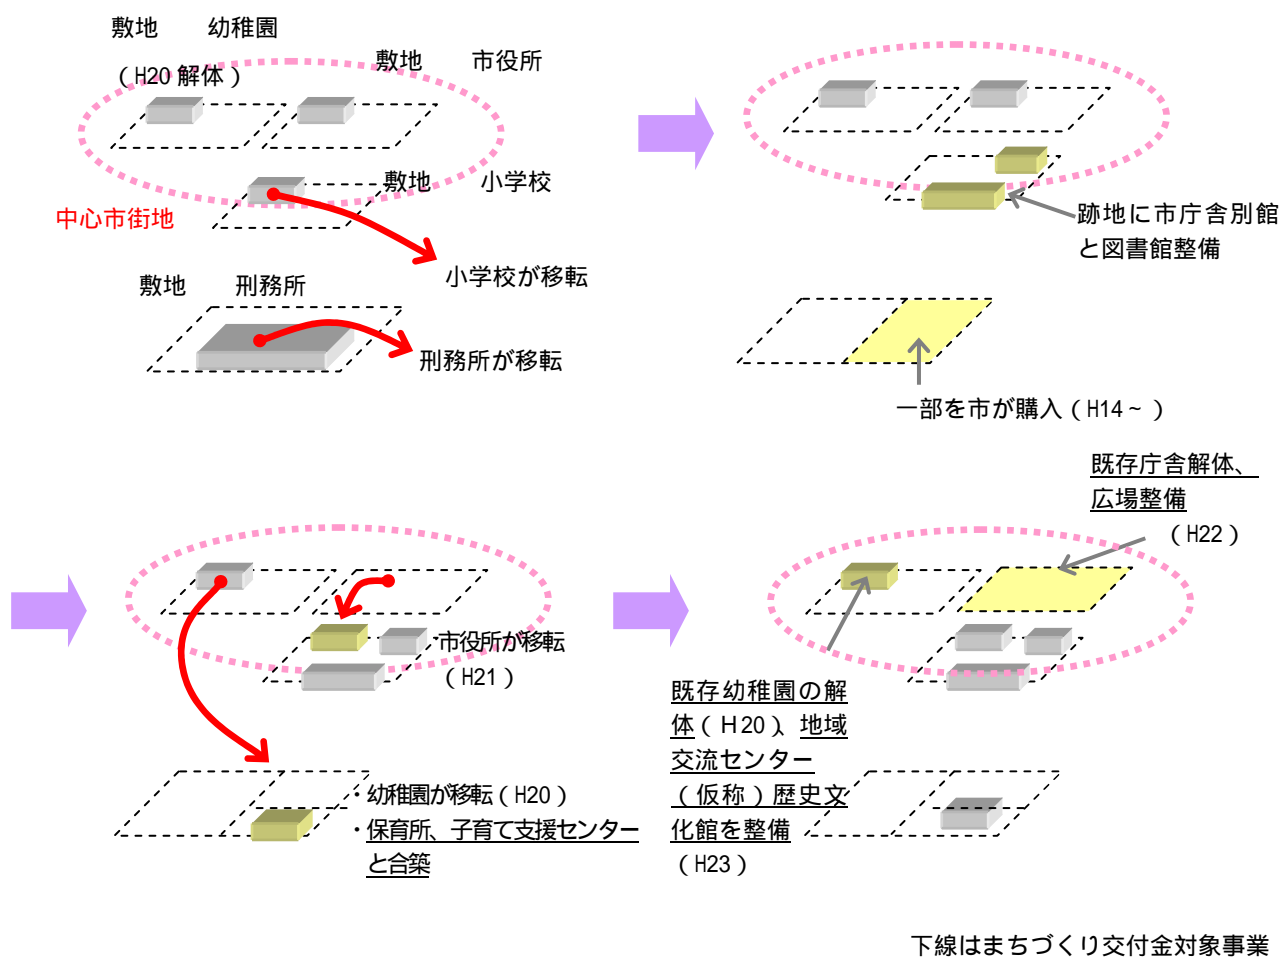 敷地　　幼稚園
（H20 解体）
敷地　　市役所
敷地　　小学校
中心市街地
小学校が移転
敷地　　刑務所
刑務所が移転
跡地に市庁舎別館
と図書館整備
一部を市が購入（H14～）
市役所が移転
（H21）
・幼稚園が移転（H20）
・保育所、子育て支援センター
と合築
既存庁舎解体、
広場整備
（H22）
既存幼稚園の解
体（Ｈ20）、地域
交流センター
（仮称）歴史文
化館を整備
（H23）
下線はまちづくり交付金対象事業